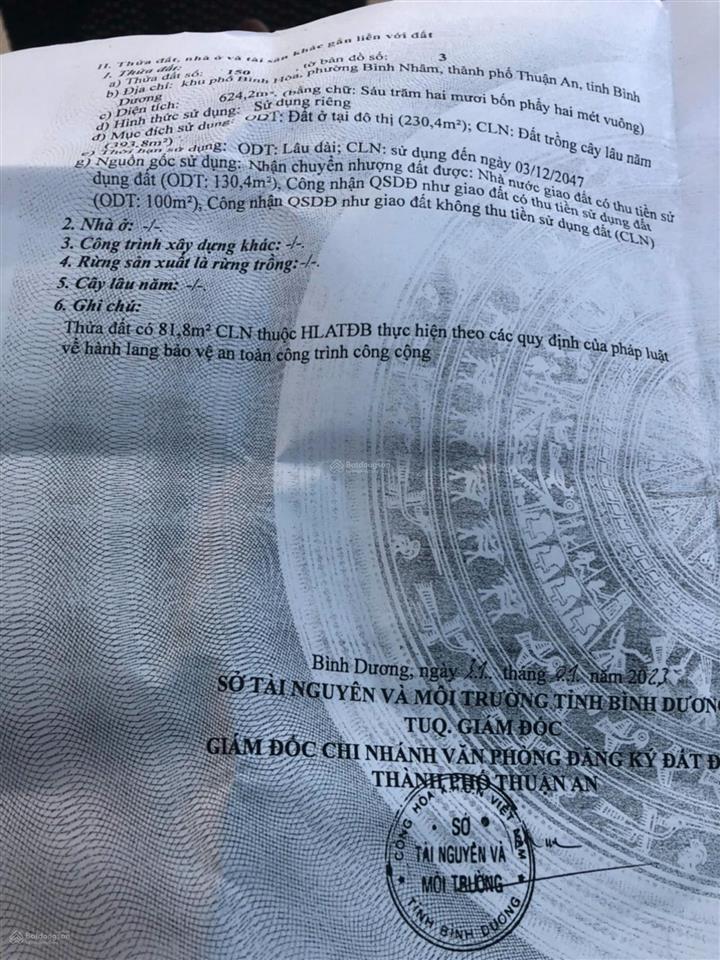 II. Thửa đất, nhà ở và tài sản khác gắn liền với đất
1. Thửa đất:
a) Thửa đất số: 150 tờ bản đồ số: 3
b) Địa chỉ: khu phố Bình Hòa, phường Bình Nhâm, thành phố Thuận An, tỉnh Bình
Dương
c) Diện tích: 624,2m², (bằng chữ: Sáu trăm hai mươi bốn phẩy hai mét vuông)
d) Hình thức sử dụng: Sử dụng riêng
đ) Mục đích sử dụng: ODT: Đất ở tại đô thị (230,4m²); CLN: Đất trồng cây lâu năm
(393,8m²)
e) Thời hạn sử dụng: ODT: Lâu dài; CLN: sử dụng đến ngày 03/12/2047
g) Nguồn gốc sử dụng: Nhận chuyển nhượng đất được: Nhà nước giao đất có thu tiền sử
dụng đất (ODT: 130,4m²), Công nhận QSDĐ như giao đất có thu tiền sử dụng đất
(ODT: 100m²), Công nhận QSDĐ như giao đất không thu tiền sử dụng đất (CLN)
2. Nhà ở: -/-
3. Công trình xây dựng khác: -/-.
4. Rừng sản xuất là rừng trồng:-/-.
5. Cây lâu năm: -/-.
6. Ghi chú:
Thửa đất có 81,8m² CLN thuộc HLATĐB thực hiện theo các quy định của pháp luật
về hành lang bảo vệ an toàn công trình công cộng
Batdongsan
Bình Dương, ngày 11 tháng 01 năm 2023
SỞ TÀI NGUYÊN VÀ MÔI TRƯỜNG TỈNH BÌNH DƯƠNG
TUQ. GIÁM ĐỐC
GIÁM ĐỐC CHI NHÁNH VĂN PHÒNG ĐĂNG KÝ ĐẤT Đ
THÀNH PHỐ THUẬN AN
CỘNG HÒA VIỆT NAM
SỞ
TÀI NGUYÊN VÀ
MÔI TRƯỜNG
TỈNH BÌNH DƯƠNG
Batdongsan